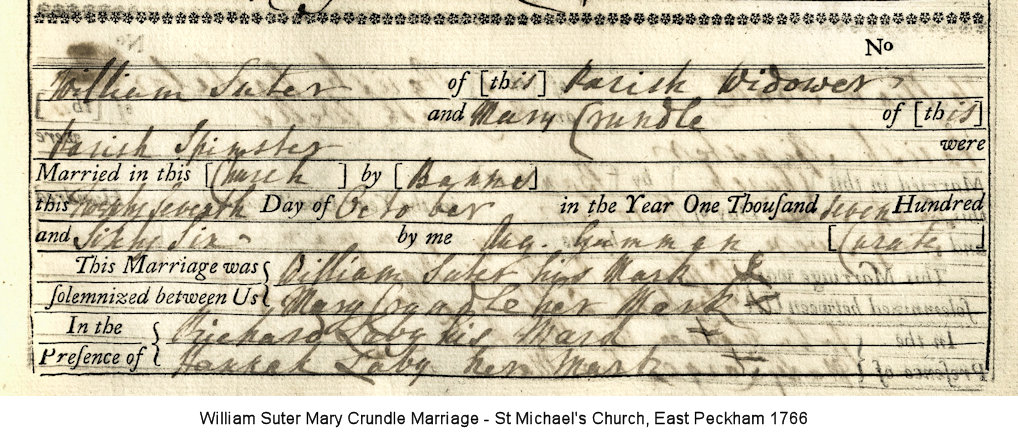 No
William Suter of [this] Parish Widower
and Mary Crundle of [this]
Parish Spinster were
Married in this [Church] by [Banns]
this Twenty seventh Day of October in the Year One Thouſand Seven Hundred
and Sixty Six by me Aug. Gumman [Curate]
This Marriage was { William Suter his Mark X
ſolemnized between Us { Mary Crundle her Mark X
In the { Richard Laby his Mark +
Preſence of { Hannah Laby her Mark +
William Suter Mary Crundle Marriage - St Michael's Church, East Peckham 1766